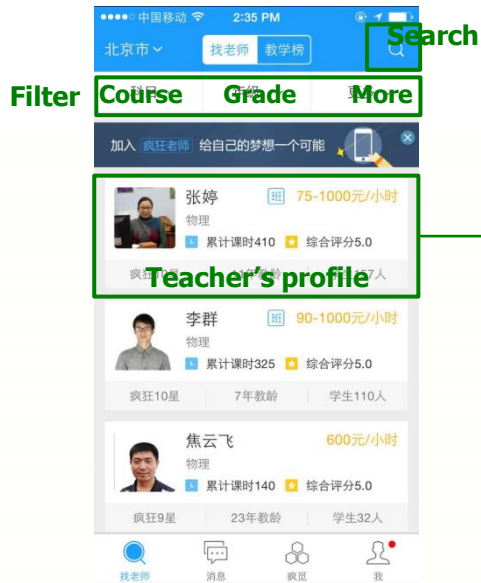 中国移动 2:35 PM
北京市 找老师 教学榜 Search
Filter Course Grade More
加入 疯狂老师 给自己的梦想一个可能
张婷 班 75-1000元/小时
物理
累计课时410 综合评分5.0
Teacher's profile
李群 班 90-1000元/小时
物理
累计课时325 综合评分5.0
疯狂10星 7年教龄 学生110人
焦云飞 600元/小时
物理
累计课时140 综合评分5.0
疯狂9星 23年教龄 学生32人
找老师 消息 疯觅 我